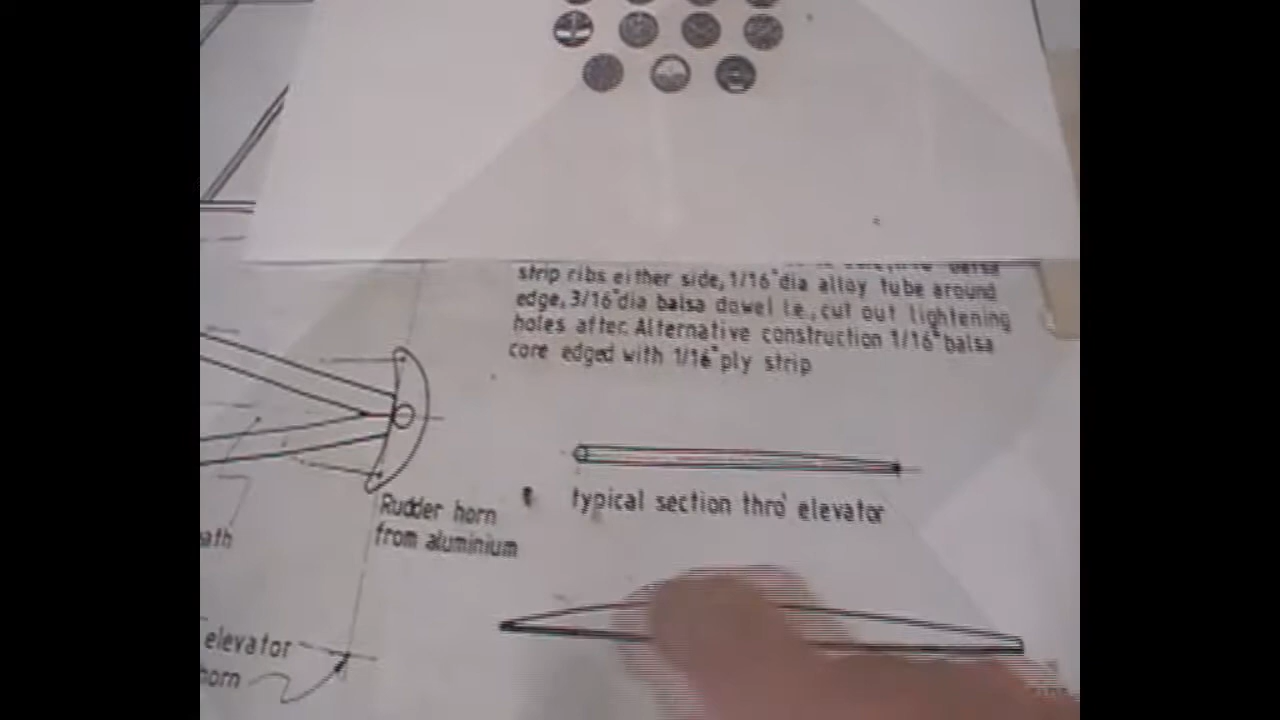 strip ribs either side, 1/16" dia alloy tube around
edge, 3/16" dia balsa dowel l.e., cut out lightening
holes after. Alternative construction 1/16" balsa
core edged with 1/16" ply strip
typical section thro' elevator
Rudder horn
from aluminium
elevator
horn